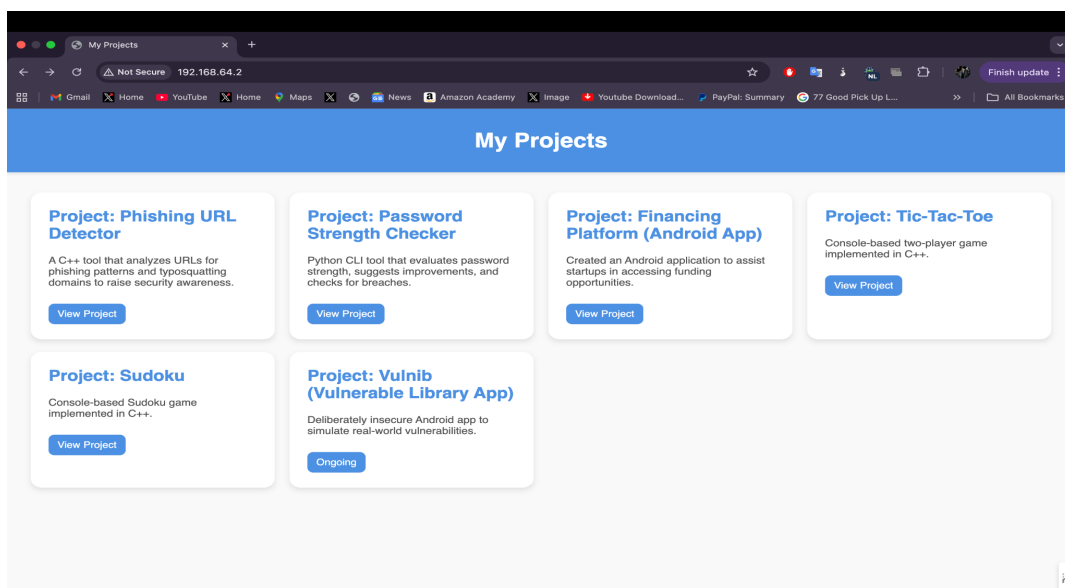 My Projects
Not Secure 192.168.64.2
Finish update
Gmail Home YouTube Home Maps News Amazon Academy Image Youtube Download... PayPal: Summary 77 Good Pick Up L... All Bookmarks
My Projects
Project: Phishing URL
Detector
A C++ tool that analyzes URLs for
phishing patterns and typosquatting
domains to raise security awareness.
View Project
Project: Password
Strength Checker
Python CLI tool that evaluates password
strength, suggests improvements, and
checks for breaches.
View Project
Project: Financing
Platform (Android App)
Created an Android application to assist
startups in accessing funding
opportunities.
View Project
Project: Tic-Tac-Toe
Console-based two-player game
implemented in C++.
View Project
Project: Sudoku
Console-based Sudoku game
implemented in C++.
View Project
Project: Vulnib
(Vulnerable Library App)
Deliberately insecure Android app to
simulate real-world vulnerabilities.
Ongoing